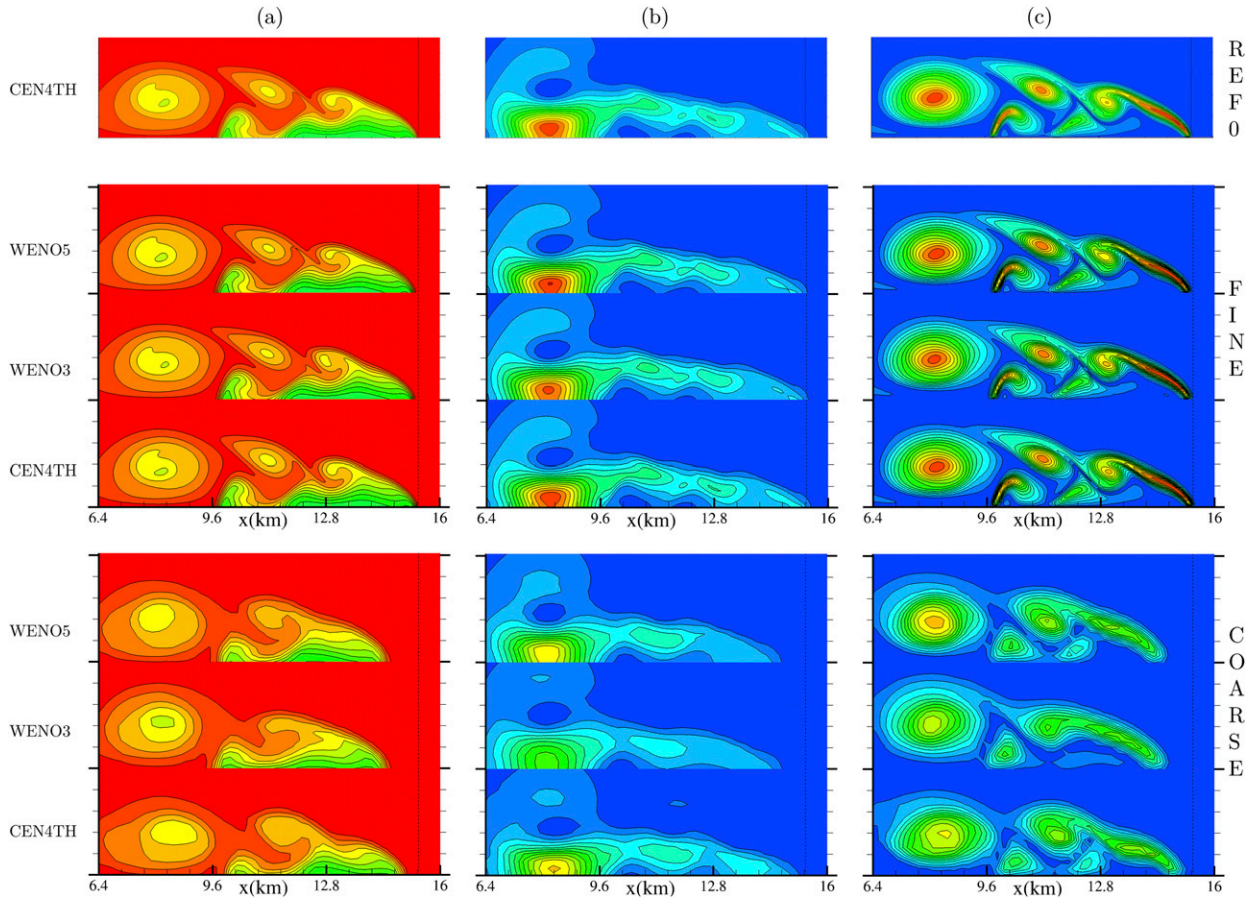 (a) (b) (c)
CEN4TH
R
E
F
0
WENO5
WENO3
CEN4TH
F
I
N
E
6.4 9.6 12.8 16 6.4 9.6 12.8 16 6.4 9.6 12.8 16
x(km) x(km) x(km)
WENO5
WENO3
CEN4TH
C
O
A
R
S
E
6.4 9.6 12.8 16 6.4 9.6 12.8 16 6.4 9.6 12.8 16
x(km) x(km) x(km)